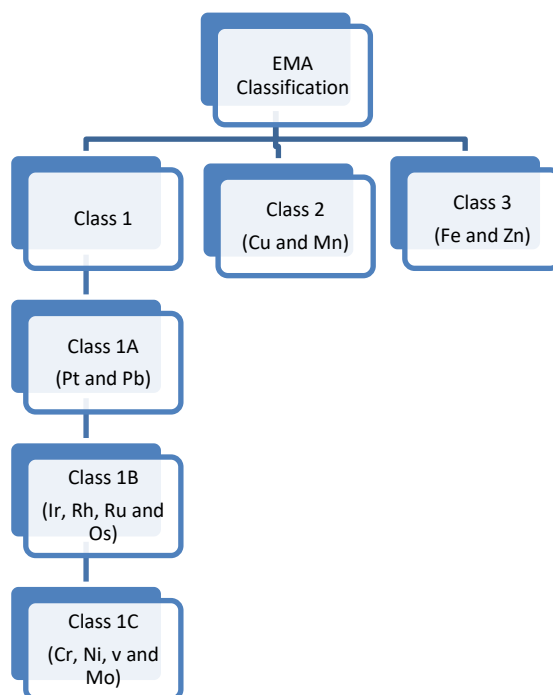 EMA
Classification
Class 1
Class 2
(Cu and Mn)
Class 3
(Fe and Zn)
Class 1A
(Pt and Pb)
Class 1B
(Ir, Rh, Ru and
Os)
Class 1C
(Cr, Ni, v and
Mo)